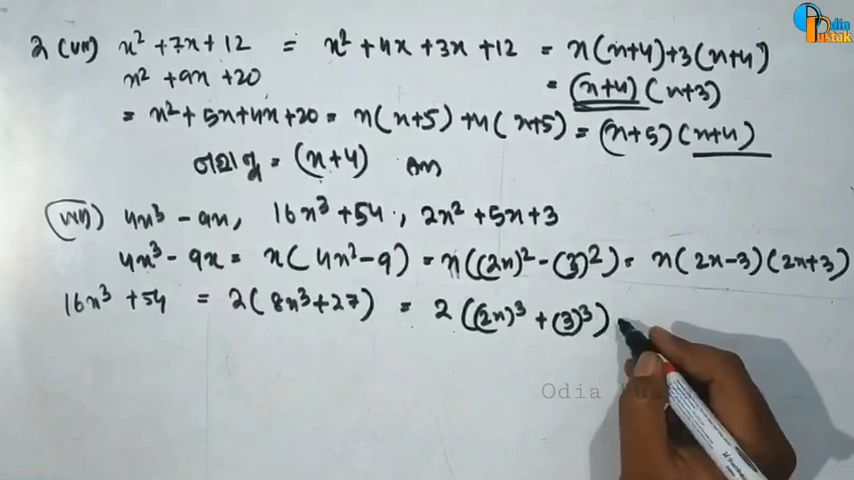 2 (vii) x² + 7x + 12 = x² + 4x + 3x + 12 = x(x+4)+3(x+4)
x² + 9x + 20 = (x+4) (x+3)
= x² + 5x + 4x + 20 = x(x+5) + 4(x+5) = (x+5) (x+4)
ଗ.ସା.ଗୁ = (x+4) Ans
(viii) 4x³ - 9x, 16x³ + 54, 2x² + 5x + 3
4x³ - 9x = x(4x² - 9) = x((2x)² - (3)²) = x(2x-3)(2x+3)
16x³ + 54 = 2(8x³ + 27) = 2((2x)³ + (3)³)
Odia Pustak
Odia Pustak